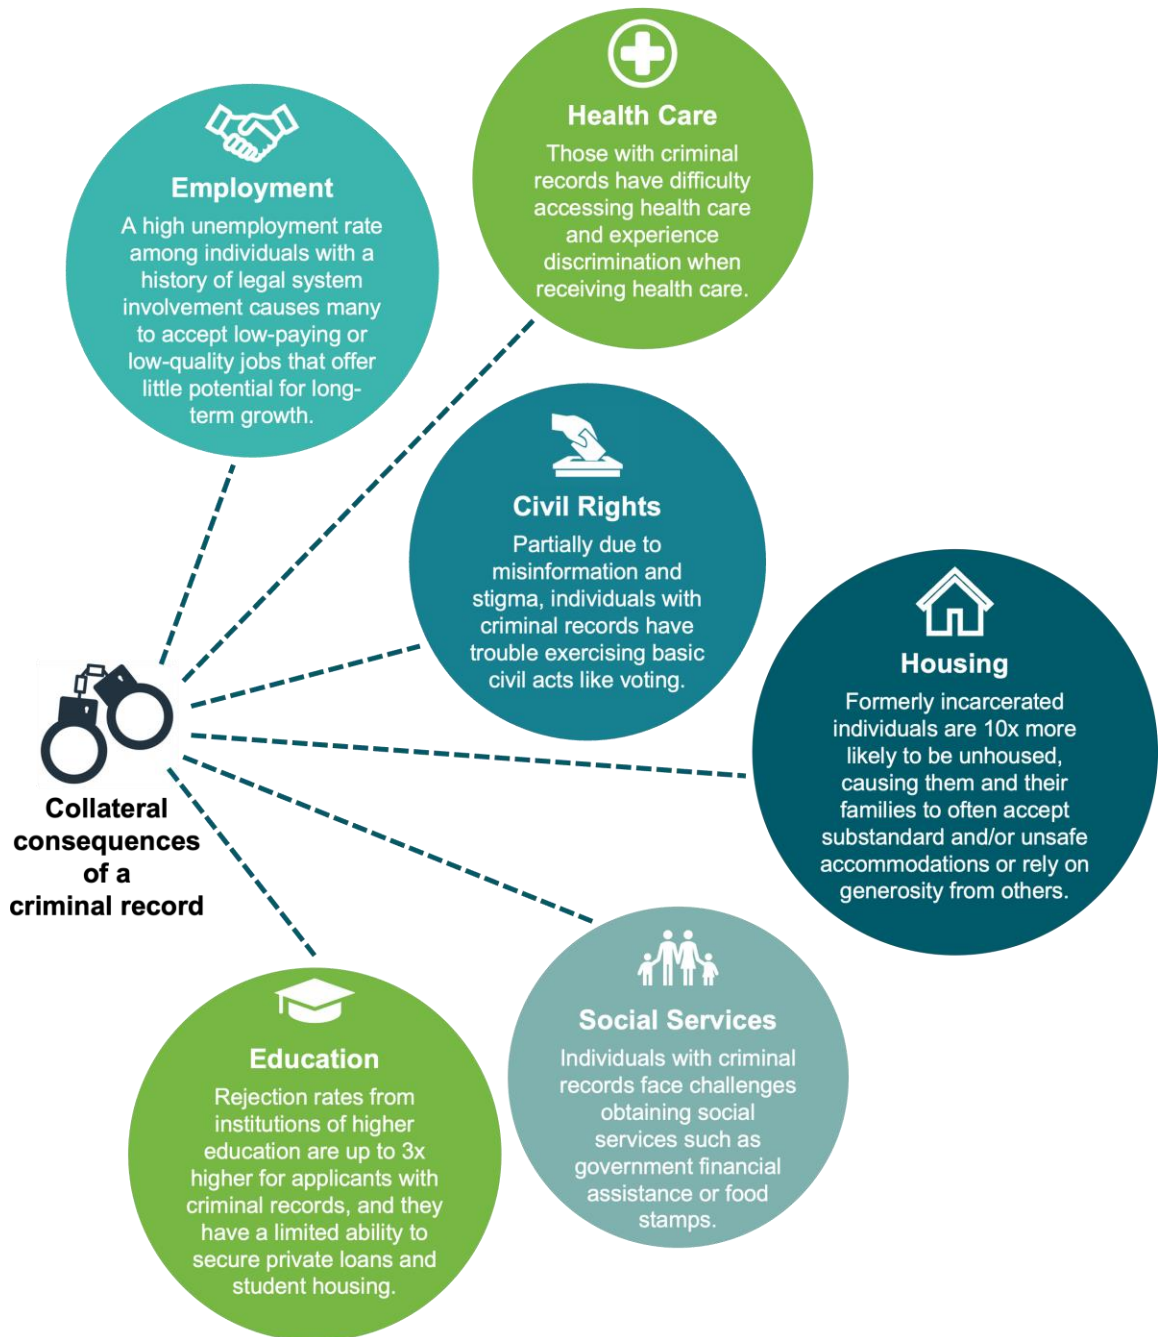 Health Care
Those with criminal
records have difficulty
accessing health care
and experience
discrimination when
receiving health care.
Employment
A high unemployment rate
among individuals with a
history of legal system
involvement causes many
to accept low-paying or
low-quality jobs that offer
little potential for long-
term growth.
Civil Rights
Partially due to
misinformation and
stigma, individuals with
criminal records have
trouble exercising basic
civil acts like voting.
Housing
Formerly incarcerated
individuals are 10x more
likely to be unhoused,
causing them and their
families to often accept
substandard and/or unsafe
accommodations or rely on
generosity from others.
Collateral
consequences
of a
criminal record
Social Services
Individuals with criminal
records face challenges
obtaining social
services such as
government financial
assistance or food
stamps.
Education
Rejection rates from
institutions of higher
education are up to 3x
higher for applicants with
criminal records, and they
have a limited ability to
secure private loans and
student housing.